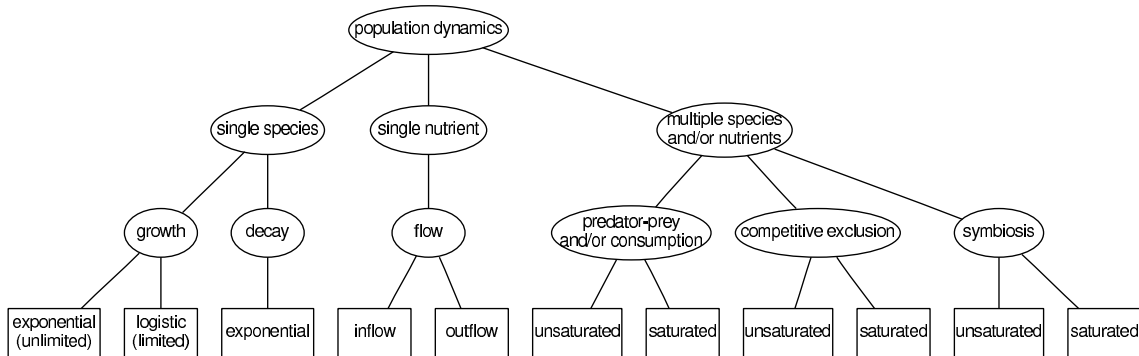 population dynamics
single species
single nutrient
multiple species
and/or nutrients
growth
decay
flow
predator-prey
and/or consumption
competitive exclusion
symbiosis
exponential
(unlimited)
logistic
(limited)
exponential
inflow
outflow
unsaturated
saturated
unsaturated
saturated
unsaturated
saturated